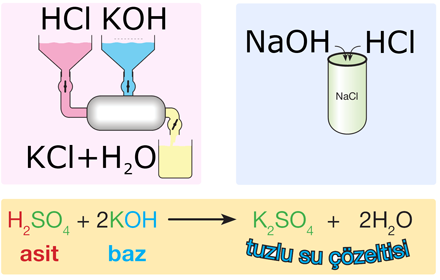 HCl KOH
KCl+H₂O
NaOH HCl
NaCl
H₂SO₄ + 2KOH ⟶ K₂SO₄ + 2H₂O
asit baz tuzlu su çözeltisi